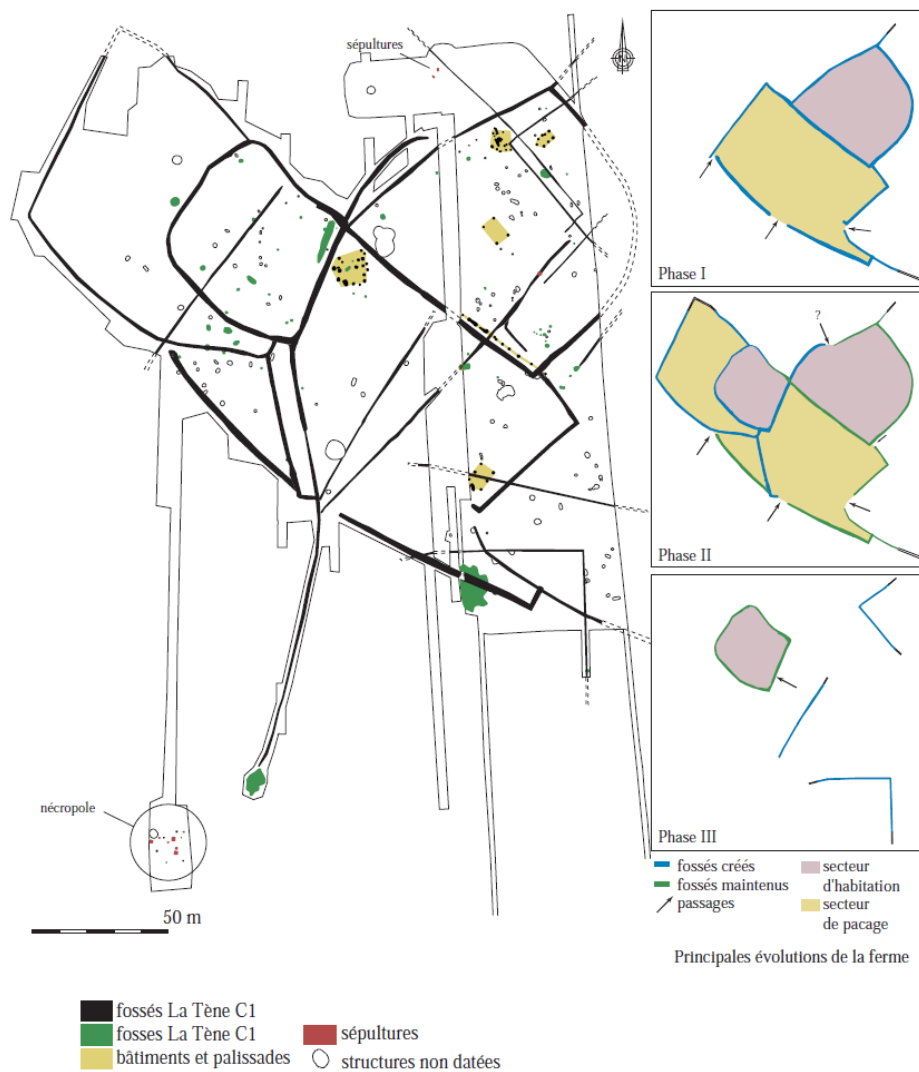 sépultures
N
nécropole
50 m
fossés La Tène C1
fosses La Tène C1
bâtiments et palissades
sépultures
structures non datées
Phase I
?
Phase II
Phase III
fossés créés
fossés maintenus
passages
secteur
d'habitation
secteur
de pacage
Principales évolutions de la ferme